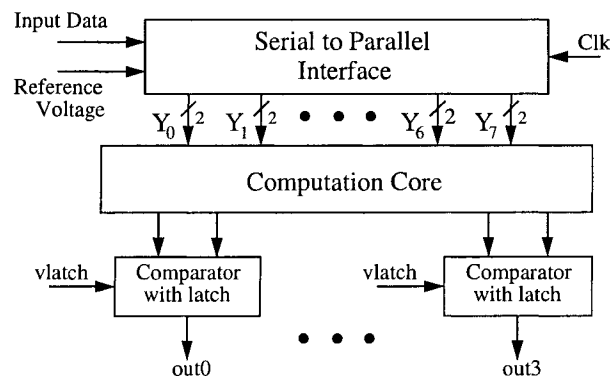 Input Data
Serial to Parallel
Interface
Clk
Reference
Voltage
Y0 2 Y1 2 • • • Y6 2 Y7 2
Computation Core
vlatch
Comparator
with latch
vlatch
Comparator
with latch
• • •
out0
out3